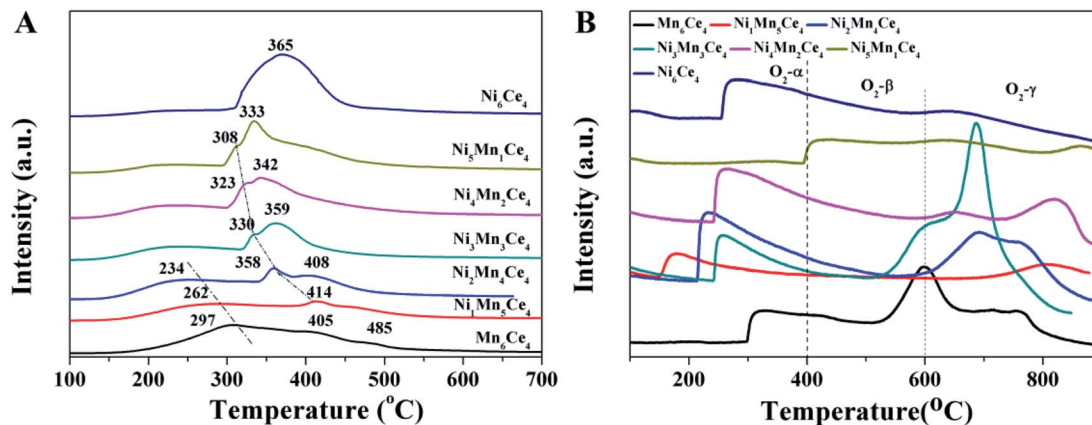 A
365
Ni₆Ce₄
333
308
Ni₅Mn₁Ce₄
342
323
Ni₄Mn₂Ce₄
359
330
Ni₃Mn₃Ce₄
358
408
234
Ni₂Mn₄Ce₄
262
414
Ni₁Mn₅Ce₄
297
405
485
Mn₆Ce₄
Intensity (a.u.)
100 200 300 400 500 600 700
Temperature (°C)
B
Mn₆Ce₄ Ni₁Mn₅Ce₄ Ni₂Mn₄Ce₄
Ni₃Mn₃Ce₄ Ni₄Mn₂Ce₄ Ni₅Mn₁Ce₄
Ni₆Ce₄
O₂-α
O₂-β
O₂-γ
Intensity (a.u.)
200 400 600 800
Temperature(°C)